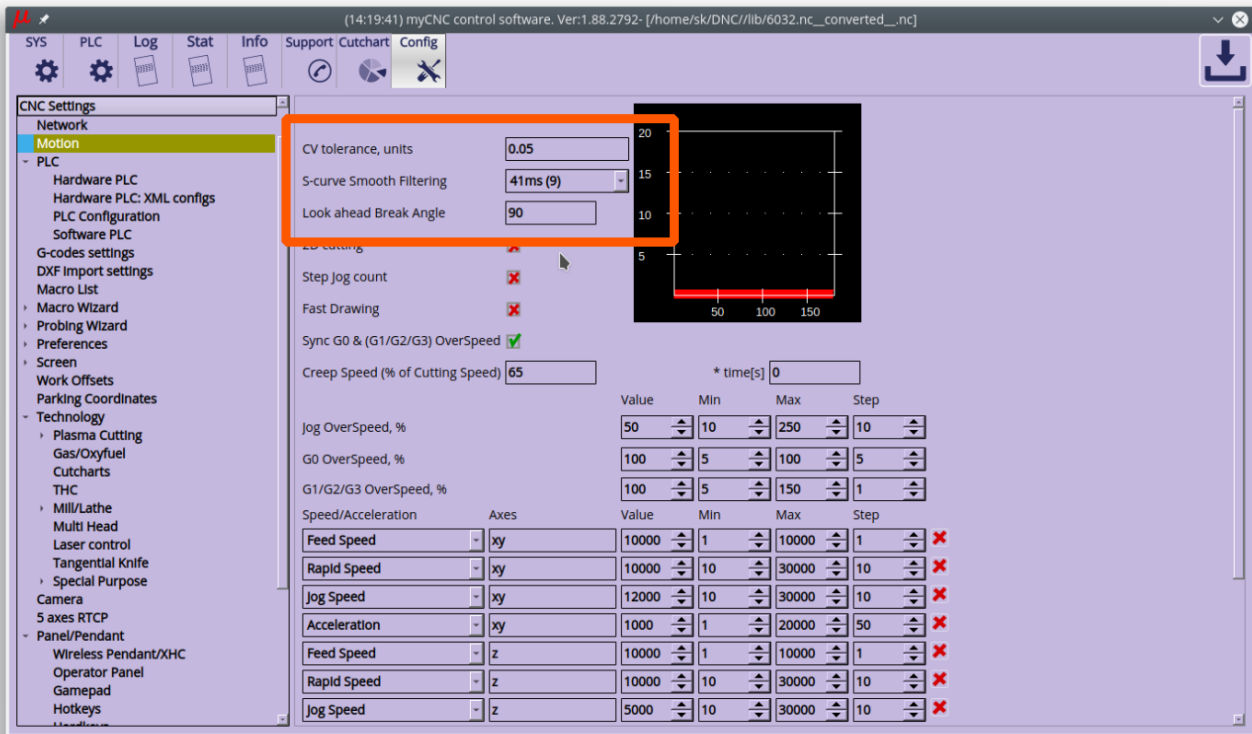 (14:19:41) myCNC control software. Ver:1.88.2792- [/home/sk/DNC//lib/6032.nc__converted__.nc]
SYS PLC Log Stat Info Support Cutchart Config
CNC Settings
Network
Motion
PLC
Hardware PLC
Hardware PLC: XML configs
PLC Configuration
Software PLC
G-codes settings
DXF import settings
Macro List
Macro Wizard
Probing Wizard
Preferences
Screen
Work Offsets
Parking Coordinates
Technology
Plasma Cutting
Gas/Oxyfuel
Cutcharts
THC
Mill/Lathe
Multi Head
Laser control
Tangential Knife
Special Purpose
Camera
5 axes RTCP
Panel/Pendant
Wireless Pendant/XHC
Operator Panel
Gamepad
Hotkeys
CV tolerance, units 0.05
S-curve Smooth Filtering 41ms (9)
Look ahead Break Angle 90
2D cutting
Step Jog count
Fast Drawing
Sync G0 & (G1/G2/G3) OverSpeed
Creep Speed (% of Cutting Speed) 65 * time[s] 0
20
15
10
5
50 100 150
Value Min Max Step
Jog OverSpeed, % 50 10 250 10
G0 OverSpeed, % 100 5 100 5
G1/G2/G3 OverSpeed, % 100 5 150 1
Speed/Acceleration Axes Value Min Max Step
Feed Speed xy 10000 1 10000 1
Rapid Speed xy 10000 10 30000 10
Jog Speed xy 12000 10 30000 10
Acceleration xy 1000 1 20000 50
Feed Speed z 10000 1 10000 1
Rapid Speed z 10000 10 30000 10
Jog Speed z 5000 10 30000 10